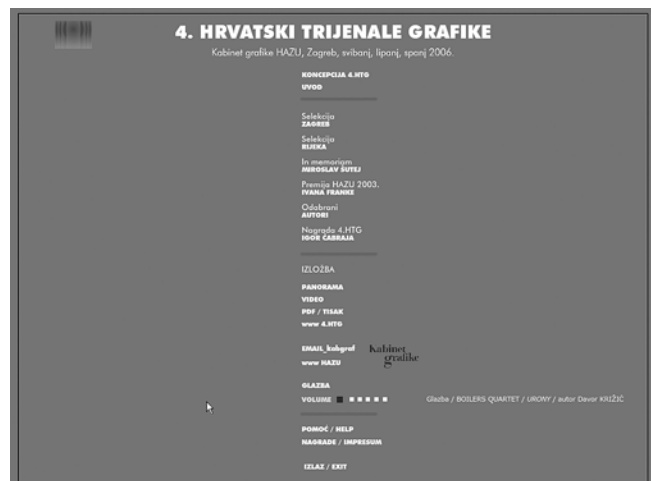 4. HRVATSKI TRIJENALE GRAFIKE
Kabinet grafike HAZU, Zagreb, svibanj, lipanj, spanj 2006.
KONCEPCIJA 4.HTG
UVOD
Selekcija
ZAGREB
Selekcija
RIJEKA
In memoriam
MIROSLAV ŠUTEJ
Premija HAZU 2003.
IVANA FRANKE
Odabrani
AUTORI
Nagrada 4.HTG
IGOR ČABRAJA
IZLOŽBA
PANORAMA
VIDEO
PDF / TISAK
www 4.HTG
EMAIL_kabgraf
Kabinet
grafike
www HAZU
GLAZBA
VOLUME
Glazba / BOILERS QUARTET / URONY / autor Davor KRIŽIĆ
POMOĆ / HELP
NAGRADE / IMPRESUM
IZLAZ / EXIT